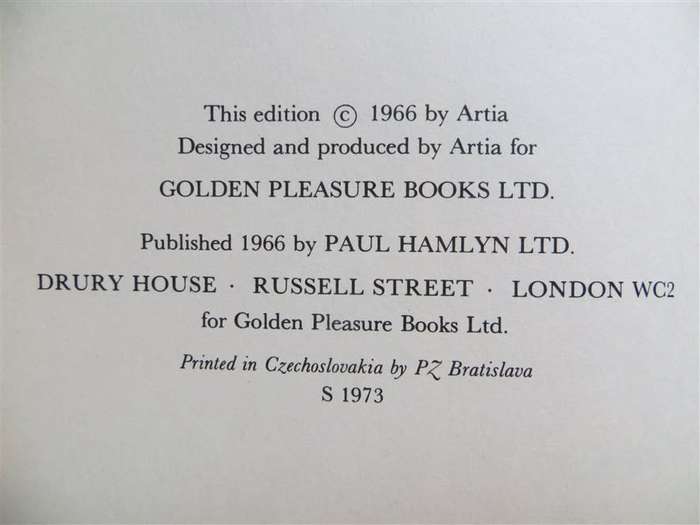 This edition © 1966 by Artia
Designed and produced by Artia for
GOLDEN PLEASURE BOOKS LTD.
Published 1966 by PAUL HAMLYN LTD.
DRURY HOUSE · RUSSELL STREET · LONDON WC2
for Golden Pleasure Books Ltd.
Printed in Czechoslovakia by PZ Bratislava
S 1973